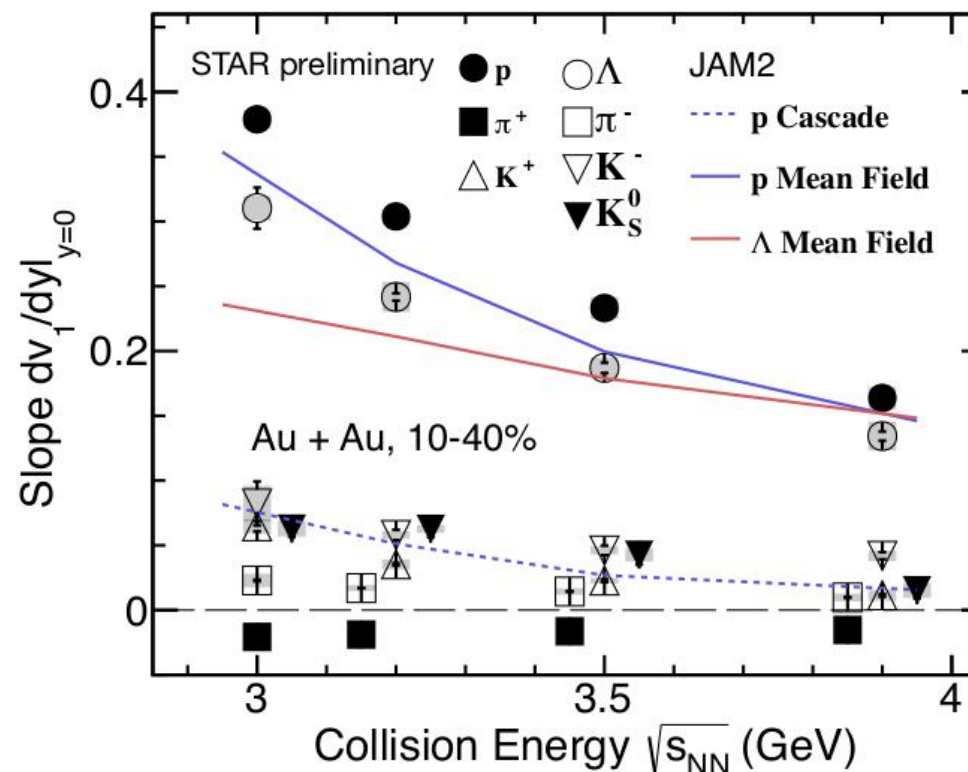 STAR preliminary
p
Λ
JAM2
π⁺
π⁻
p Cascade
K⁺
K⁻
p Mean Field
K⁰_S
Λ Mean Field
0.4
0.2
0
Slope dv₁/dy|y=0
Au + Au, 10-40%
3
3.5
4
Collision Energy √sNN (GeV)